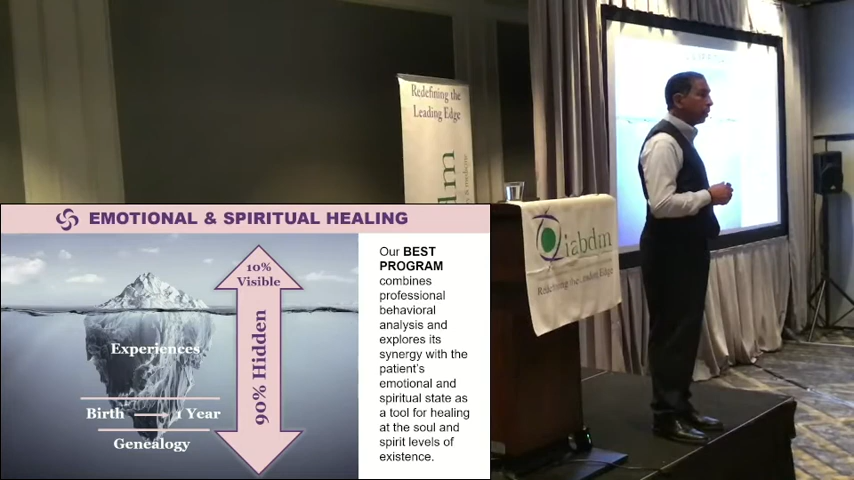 Redefining the
Leading Edge
dm
& medicine
iabdm
Redefining the Leading Edge
EMOTIONAL & SPIRITUAL HEALING
10%
Visible
90% Hidden
Experiences
Birth → 1 Year
Genealogy
Our BEST
PROGRAM
combines
professional
behavioral
analysis and
explores its
synergy with the
patient's
emotional and
spiritual state as
a tool for healing
at the soul and
spirit levels of
existence.